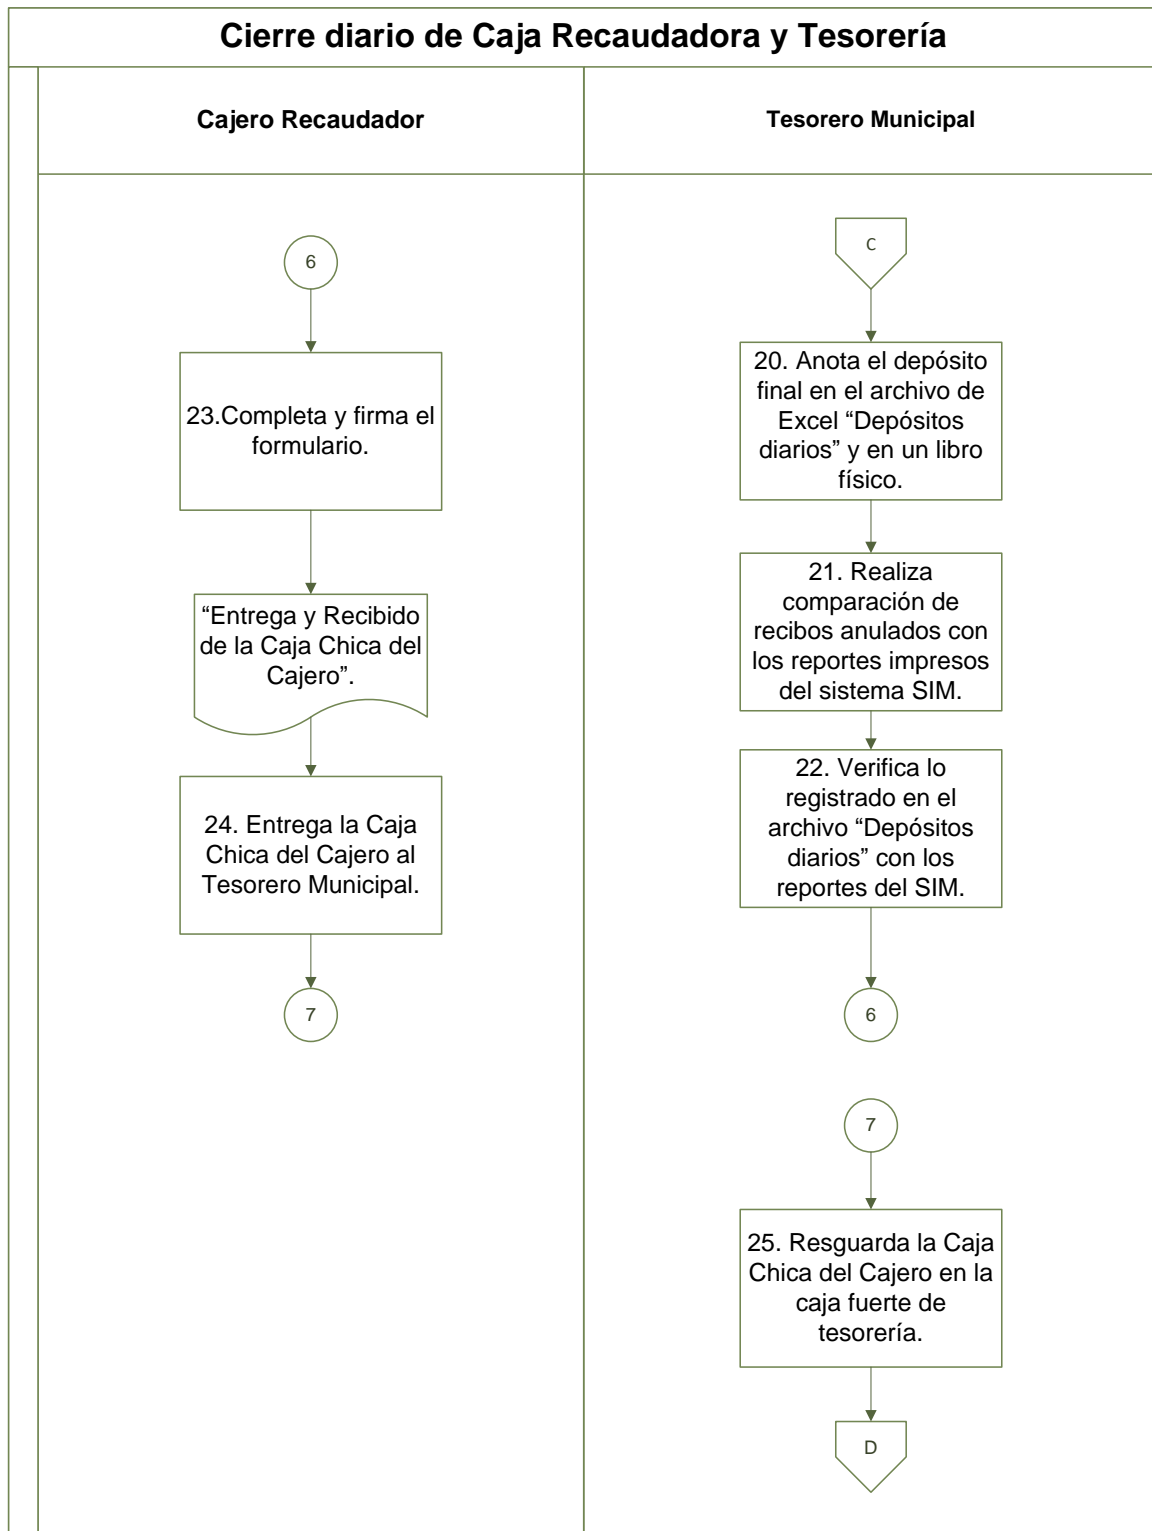 Cierre diario de Caja Recaudadora y Tesorería
Cajero Recaudador
Tesorero Municipal
6
23.Completa y firma el
formulario.
“Entrega y Recibido
de la Caja Chica del
Cajero”.
24. Entrega la Caja
Chica del Cajero al
Tesorero Municipal.
7
C
20. Anota el depósito
final en el archivo de
Excel “Depósitos
diarios” y en un libro
físico.
21. Realiza
comparación de
recibos anulados con
los reportes impresos
del sistema SIM.
22. Verifica lo
registrado en el
archivo “Depósitos
diarios” con los
reportes del SIM.
6
7
25. Resguarda la Caja
Chica del Cajero en la
caja fuerte de
tesorería.
D